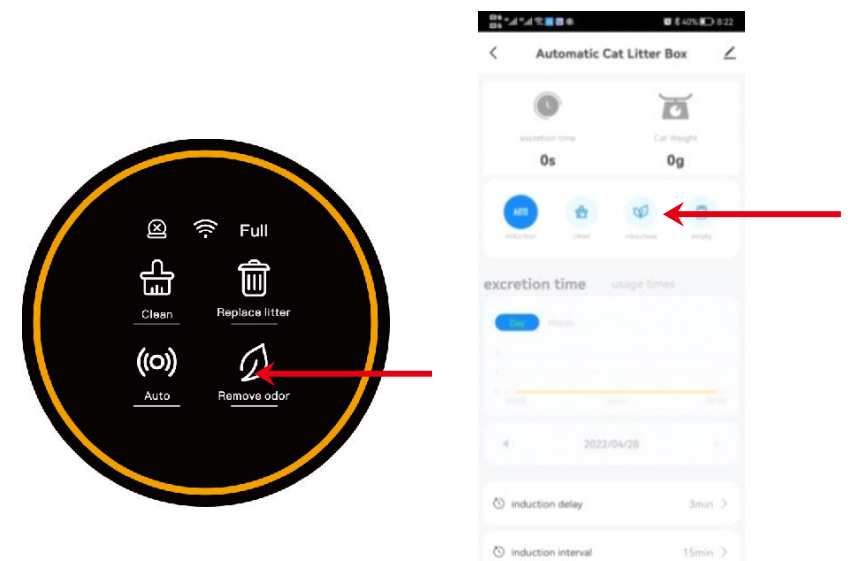 Full
Clean
Replace litter
Auto
Remove odor
40% 8:22
Automatic Cat Litter Box
excretion time
Cat Weight
0s
0g
AUTO
induction
clean
empty
excretion time
usage times
Day
Month
2022/04/28
induction delay
3min
induction interval
15min